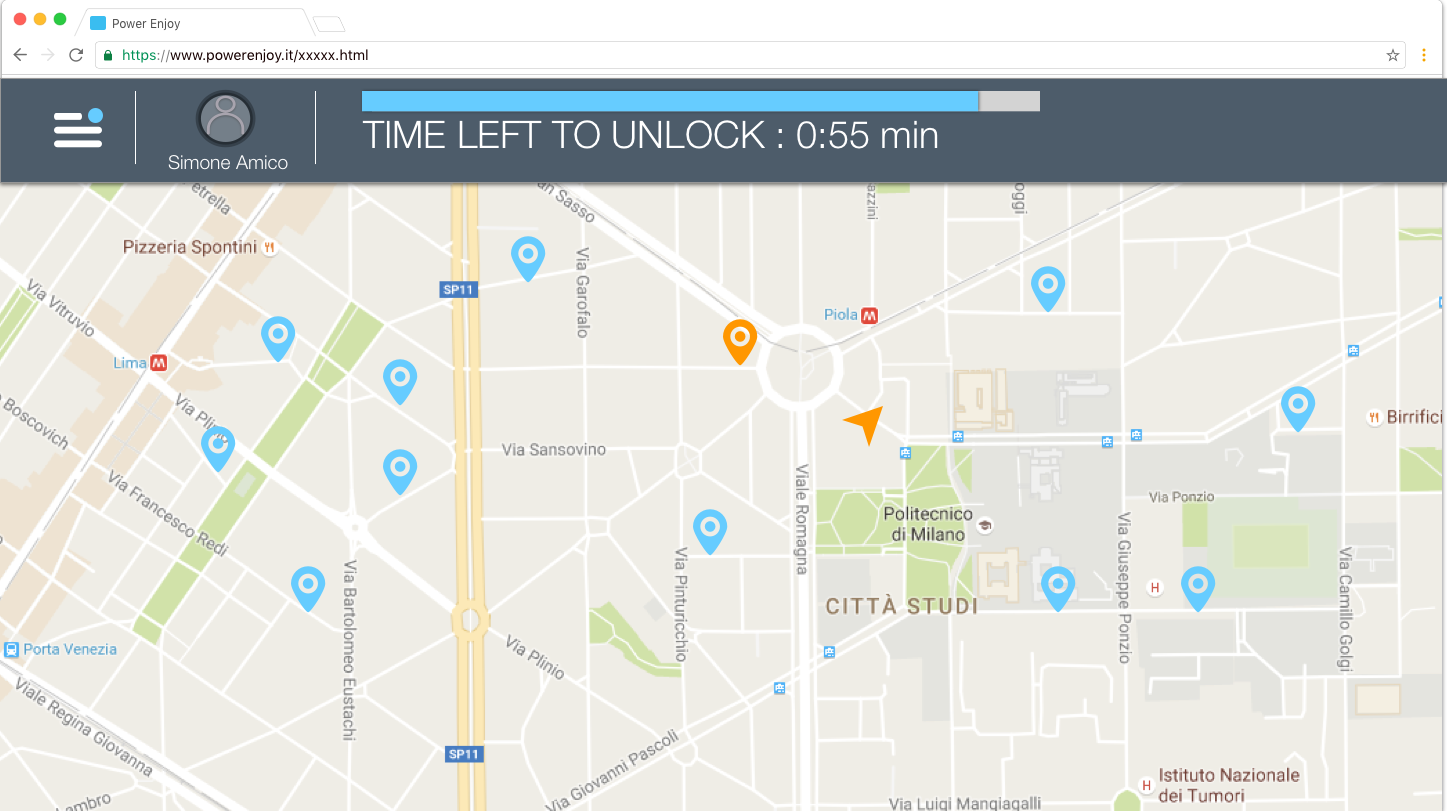 Power Enjoy
https://www.powerenjoy.it/xxxxx.html
TIME LEFT TO UNLOCK : 0:55 min
Simone Amico
etrella
an Sasso
azzini
oggi
Pizzeria Spontini
Via Vitruvio
SP11
Via Garofalo
Piola
M
Lima
M
Via Plinio
Boscovich
Birrifici
Via Sansovino
Via Francesco Redi
Viale Romagna
Via Ponzio
Politecnico
di Milano
Via Giuseppe Ponzio
H
Via Bartolomeo Eustachi
Via Pinturicchio
CITTÀ STUDI
Via Camillo Golgi
Porta Venezia
Via Plinio
Viale Regina Giovanna
SP11
Via Giovanni Pascoli
H
Istituto Nazionale
dei Tumori
Lambro
Via Luigi Mangiagalli